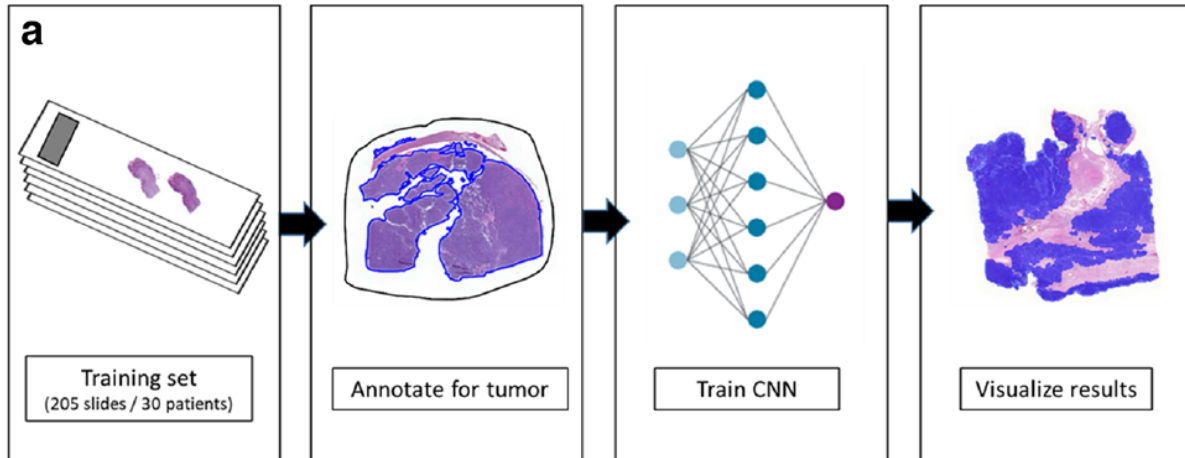 a
Training set
(205 slides / 30 patients)
Annotate for tumor
Train CNN
Visualize results